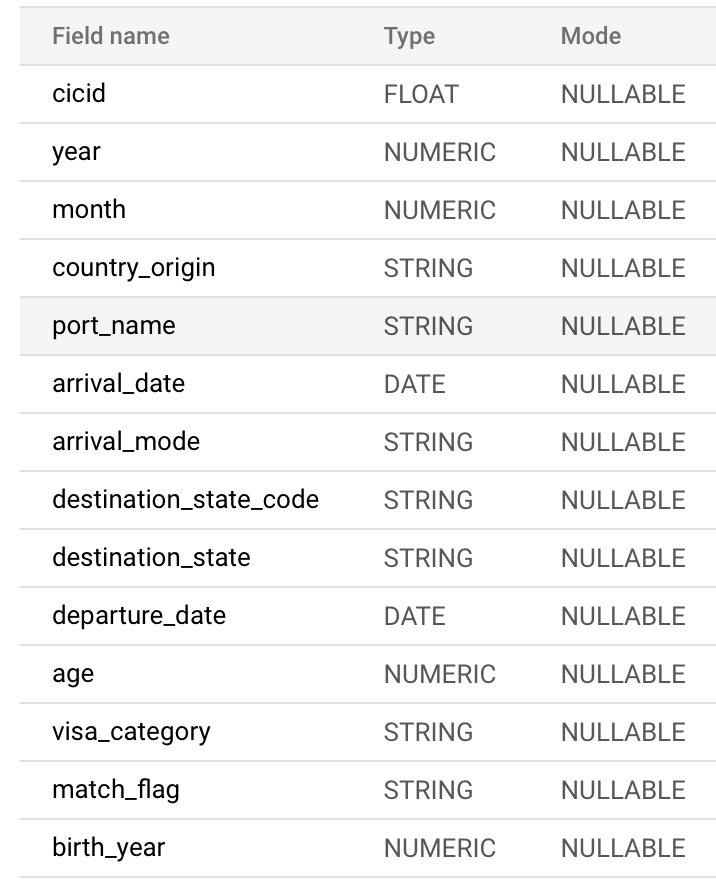 Field name Type Mode
cicid FLOAT NULLABLE
year NUMERIC NULLABLE
month NUMERIC NULLABLE
country_origin STRING NULLABLE
port_name STRING NULLABLE
arrival_date DATE NULLABLE
arrival_mode STRING NULLABLE
destination_state_code STRING NULLABLE
destination_state STRING NULLABLE
departure_date DATE NULLABLE
age NUMERIC NULLABLE
visa_category STRING NULLABLE
match_flag STRING NULLABLE
birth_year NUMERIC NULLABLE